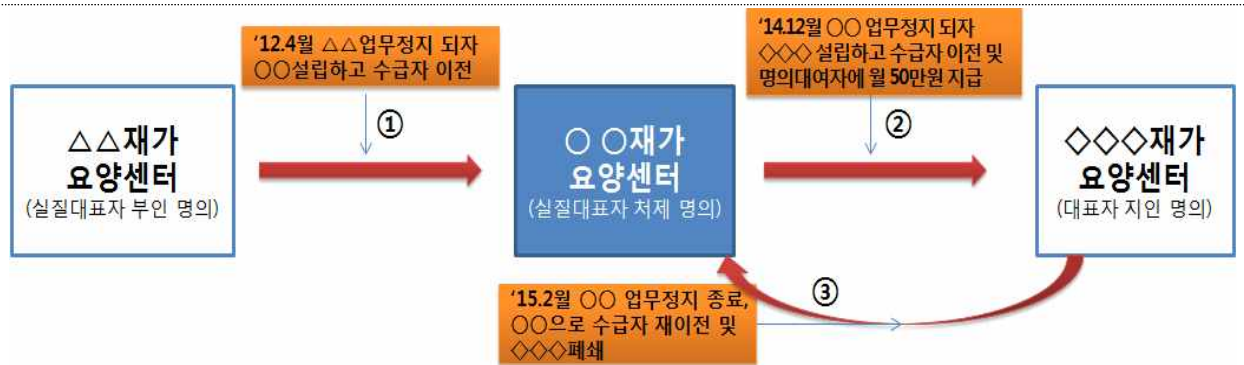 ‘12.4월 △△업무정지 되자
○○설립하고 수급자 이전
‘14.12월 ○○ 업무정지 되자
◇◇◇ 설립하고 수급자 이전 및
명의대여자에 월 50만원 지급
①
②
△△재가
요양센터
(실질대표자 부인 명의)
○ ○재가
요양센터
(실질대표자 처제 명의)
◇◇◇재가
요양센터
(대표자 지인 명의)
③
‘15.2월 ○○ 업무정지 종료,
○○으로 수급자 재이전 및
◇◇◇폐쇄